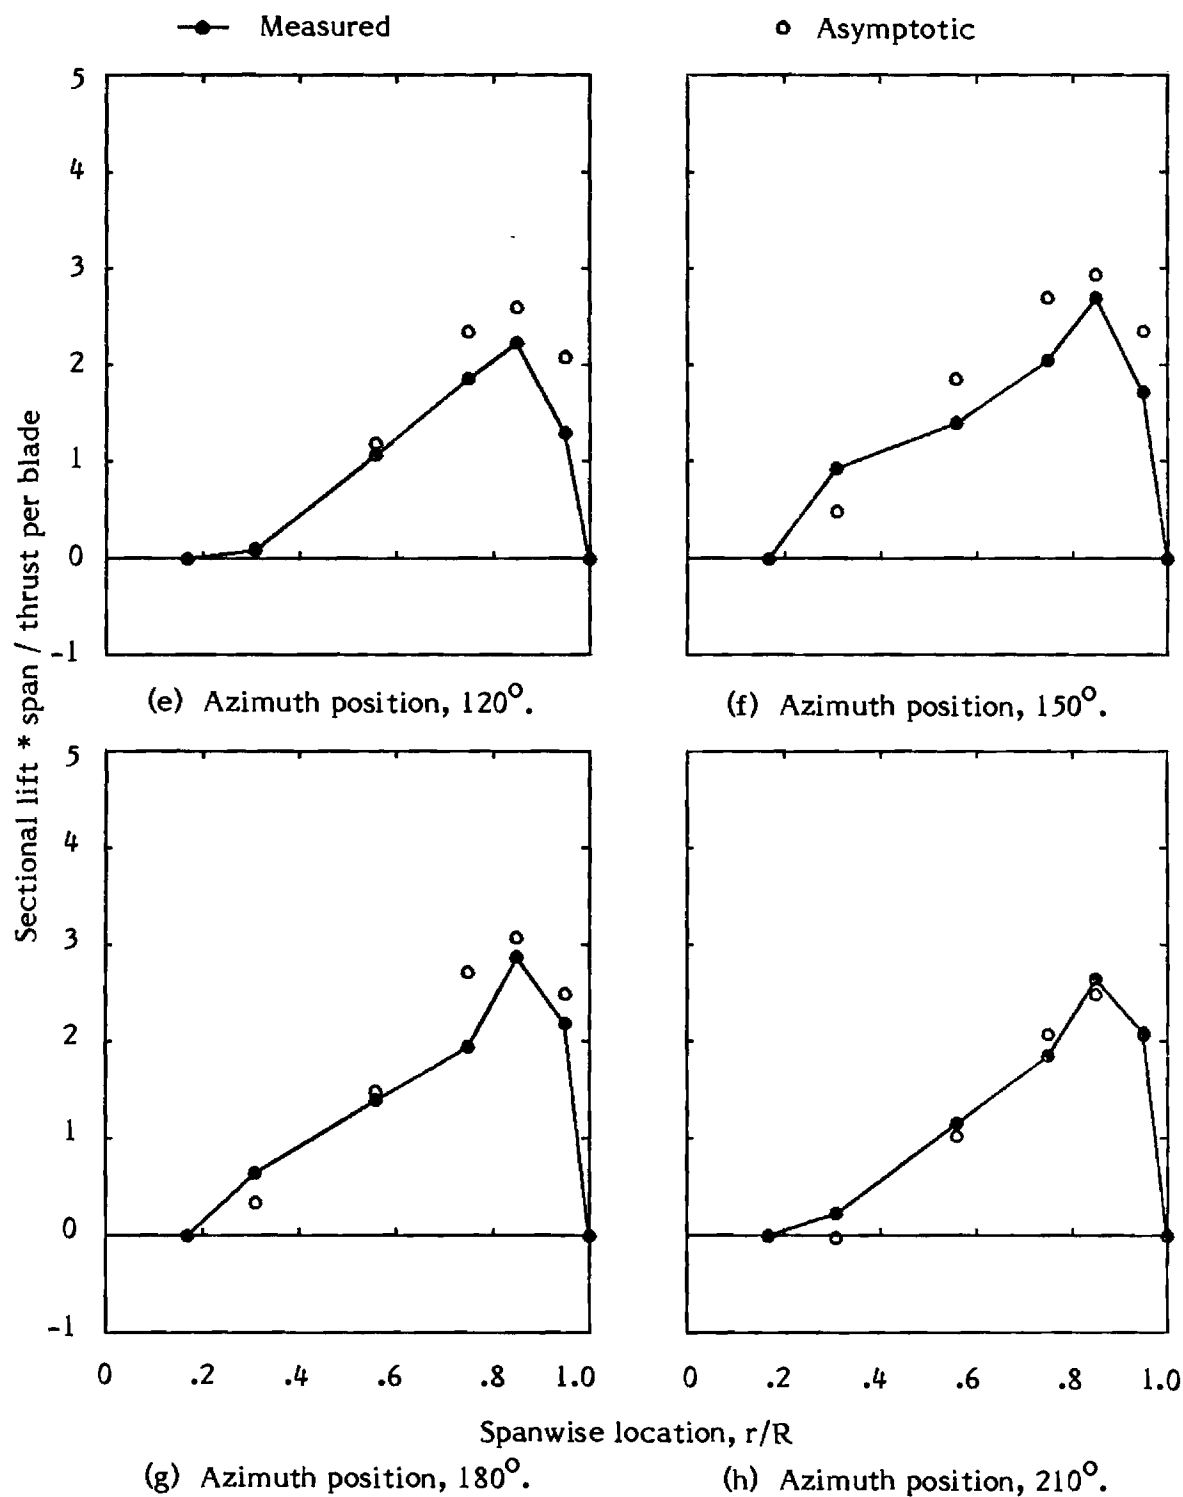 Measured
Asymptotic
Sectional lift * span / thrust per blade
5
4
3
2
1
0
-1
(e) Azimuth position, 120°.
(f) Azimuth position, 150°.
5
4
3
2
1
0
-1
0 .2 .4 .6 .8 1.0
0 .2 .4 .6 .8 1.0
Spanwise location, r/R
(g) Azimuth position, 180°.
(h) Azimuth position, 210°.